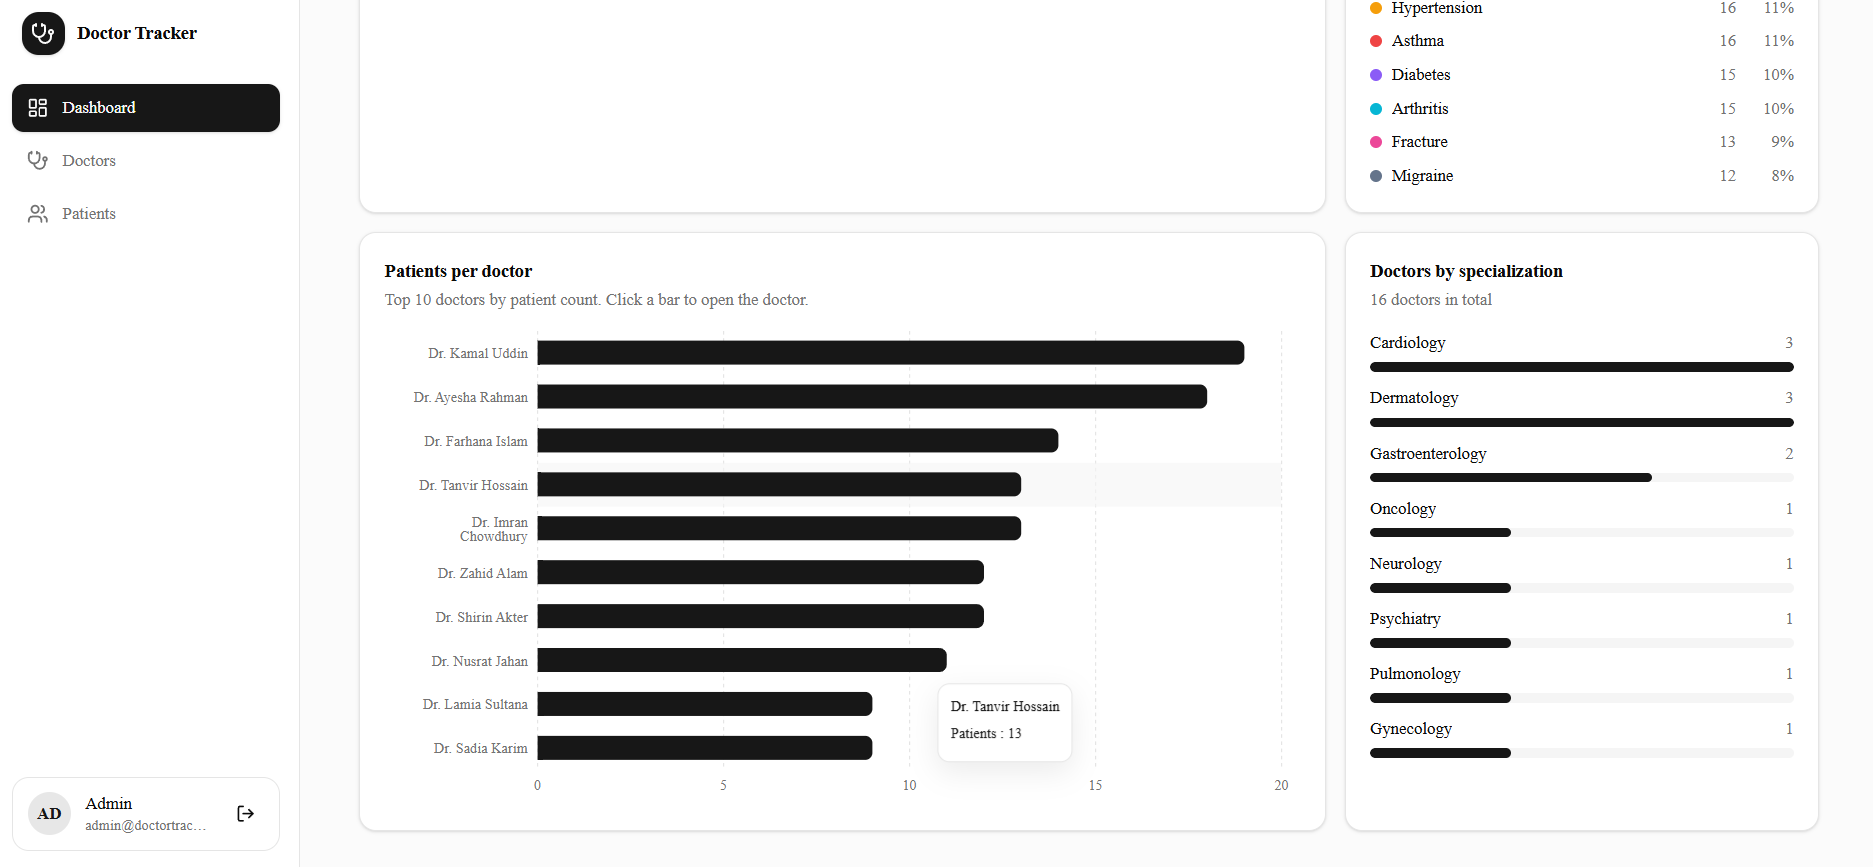 Doctor Tracker
Dashboard
Doctors
Patients
AD
Admin
admin@doctortrac...
Hypertension 16 11%
Asthma 16 11%
Diabetes 15 10%
Arthritis 15 10%
Fracture 13 9%
Migraine 12 8%
Patients per doctor
Top 10 doctors by patient count. Click a bar to open the doctor.
Dr. Kamal Uddin
Dr. Ayesha Rahman
Dr. Farhana Islam
Dr. Tanvir Hossain
Dr. Imran
Chowdhury
Dr. Zahid Alam
Dr. Shirin Akter
Dr. Nusrat Jahan
Dr. Lamia Sultana
Dr. Sadia Karim
Dr. Tanvir Hossain
Patients : 13
0 5 10 15 20
Doctors by specialization
16 doctors in total
Cardiology 3
Dermatology 3
Gastroenterology 2
Oncology 1
Neurology 1
Psychiatry 1
Pulmonology 1
Gynecology 1